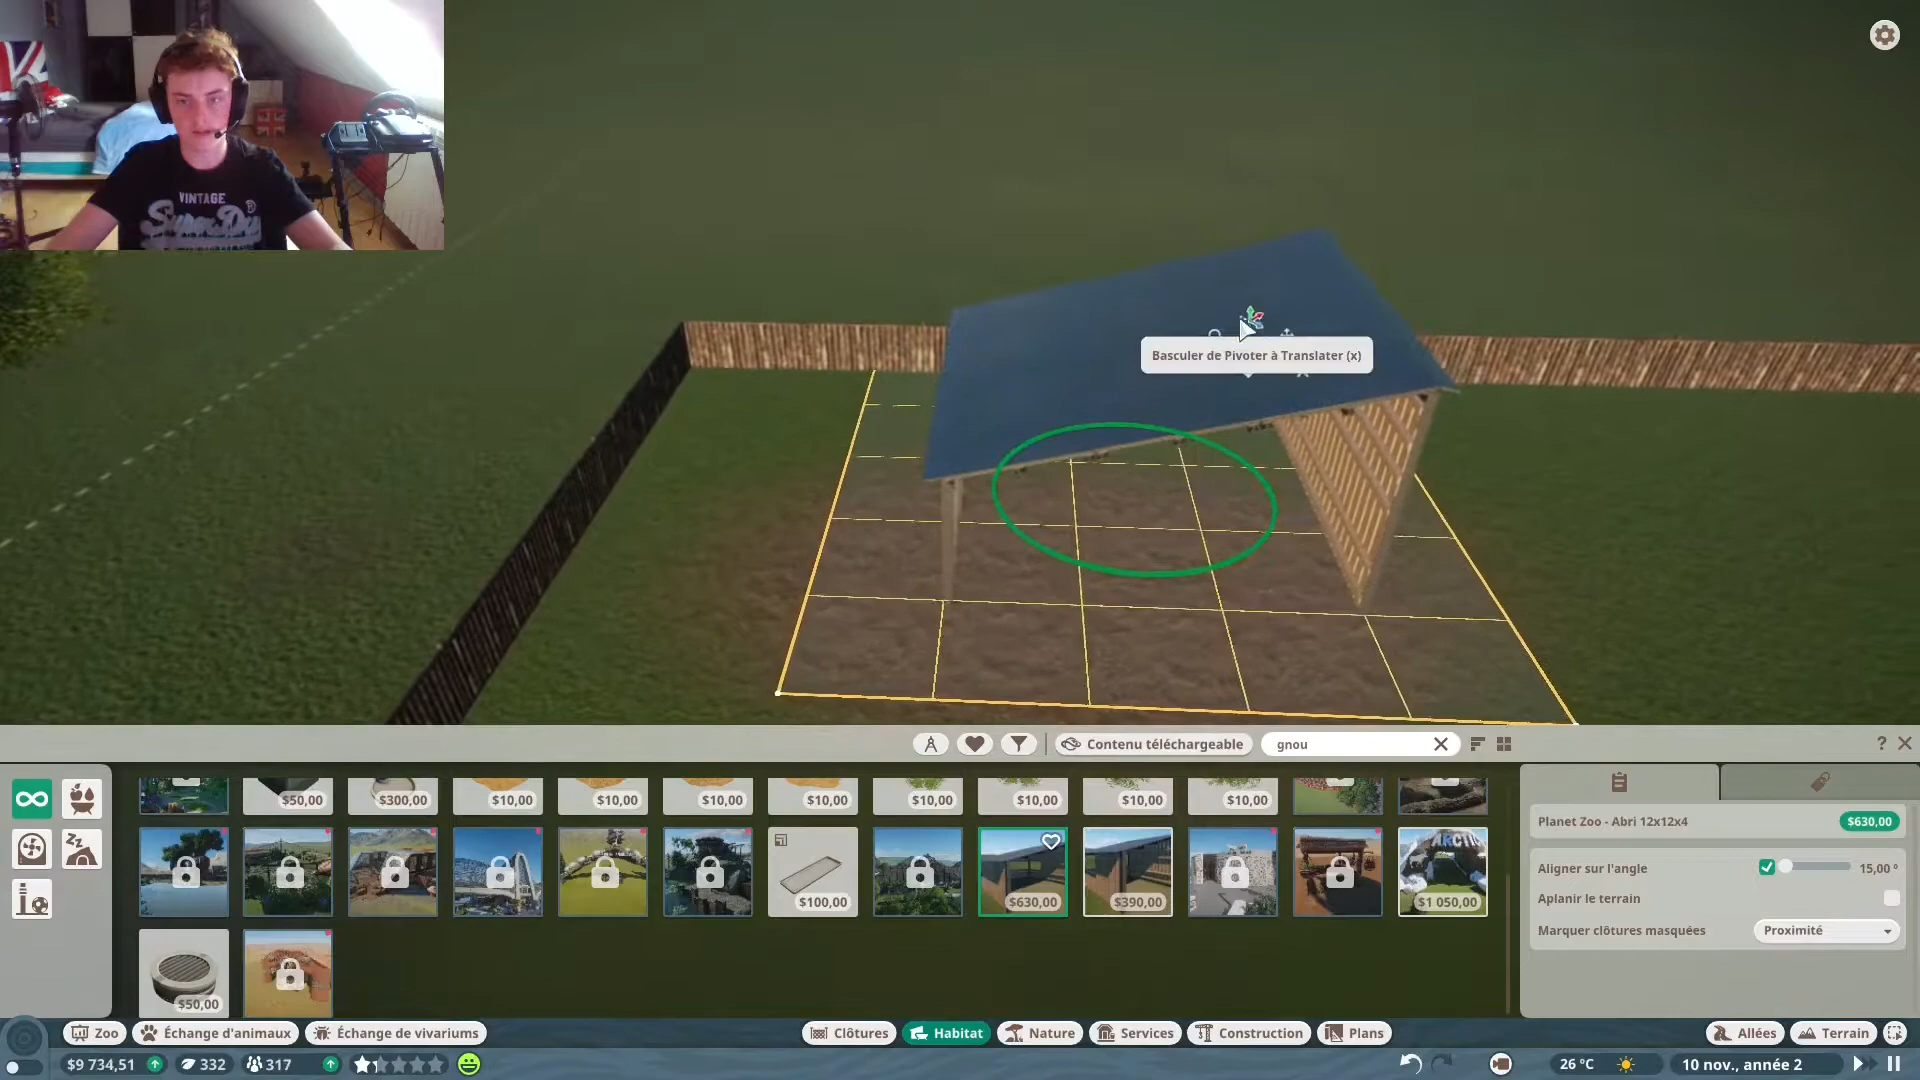 VINTAGE
Basculer de Pivoter à Translater (x)
Contenu téléchargeable
gnou
?
$50,00
$300,00
$10,00
$10,00
$10,00
$10,00
$10,00
$10,00
$10,00
$10,00
$100,00
$630,00
$390,00
ARCTIC
$1 050,00
$50,00
Planet Zoo - Abri 12x12x4
$630,00
Aligner sur l'angle
15,00 °
Aplanir le terrain
Marquer clôtures masquées
Proximité
Zoo
Échange d'animaux
Échange de vivariums
Clôtures
Habitat
Nature
Services
Construction
Plans
Allées
Terrain
$9 734,51
332
317
26 °C
10 nov., année 2